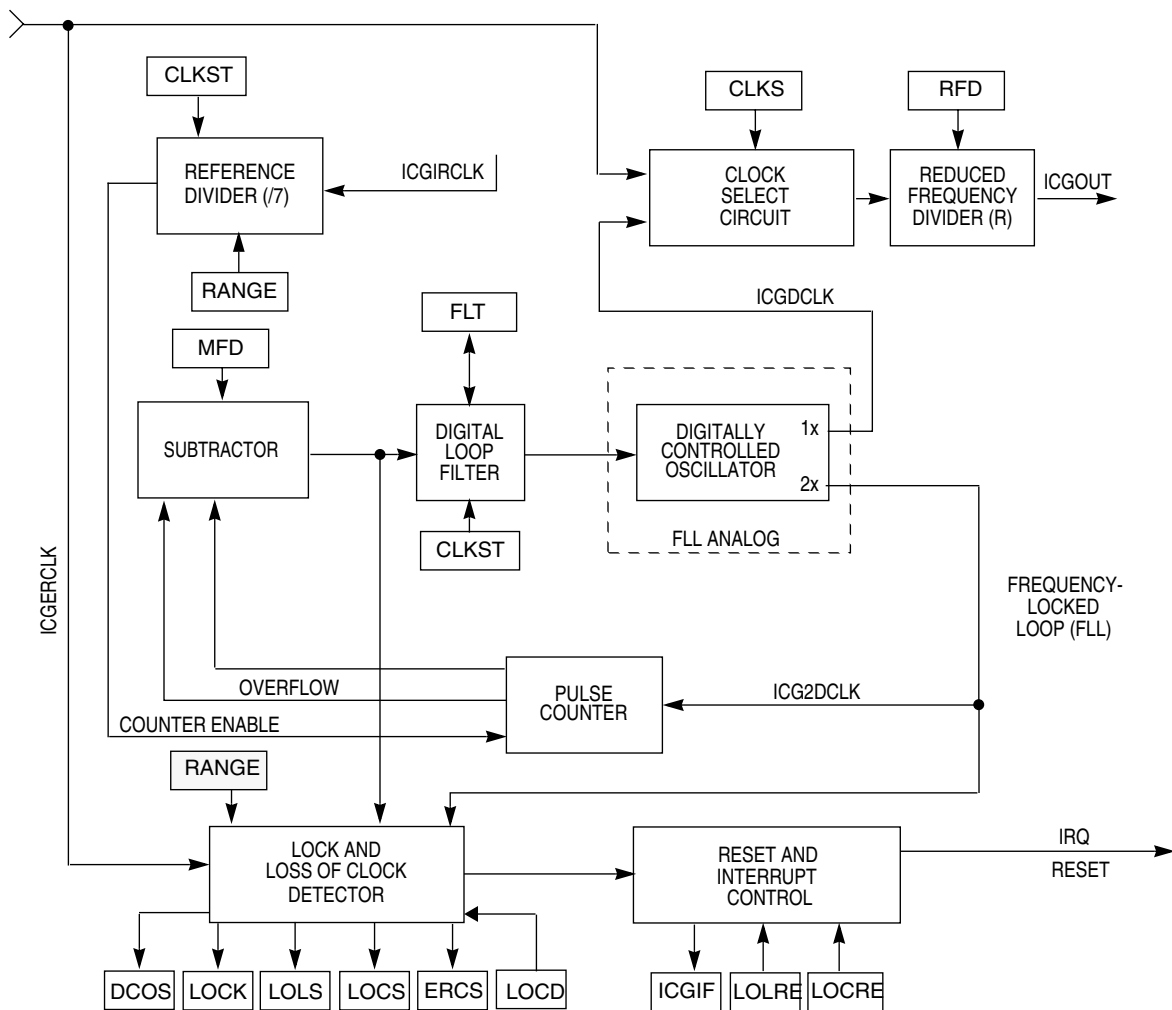 CLKST
CLKS
RFD
REFERENCE
DIVIDER (/7)
ICGIRCLK
CLOCK
SELECT
CIRCUIT
REDUCED
FREQUENCY
DIVIDER (R)
ICGOUT
RANGE
FLT
ICGDCLK
MFD
SUBTRACTOR
DIGITAL
LOOP
FILTER
DIGITALLY
CONTROLLED
OSCILLATOR
1x
2x
FLL ANALOG
CLKST
ICGERCLK
FREQUENCY-
LOCKED
LOOP (FLL)
OVERFLOW
PULSE
COUNTER
ICG2DCLK
COUNTER ENABLE
RANGE
LOCK AND
LOSS OF CLOCK
DETECTOR
RESET AND
INTERRUPT
CONTROL
IRQ
RESET
DCOS
LOCK
LOLS
LOCS
ERCS
LOCD
ICGIF
LOLRE
LOCRE